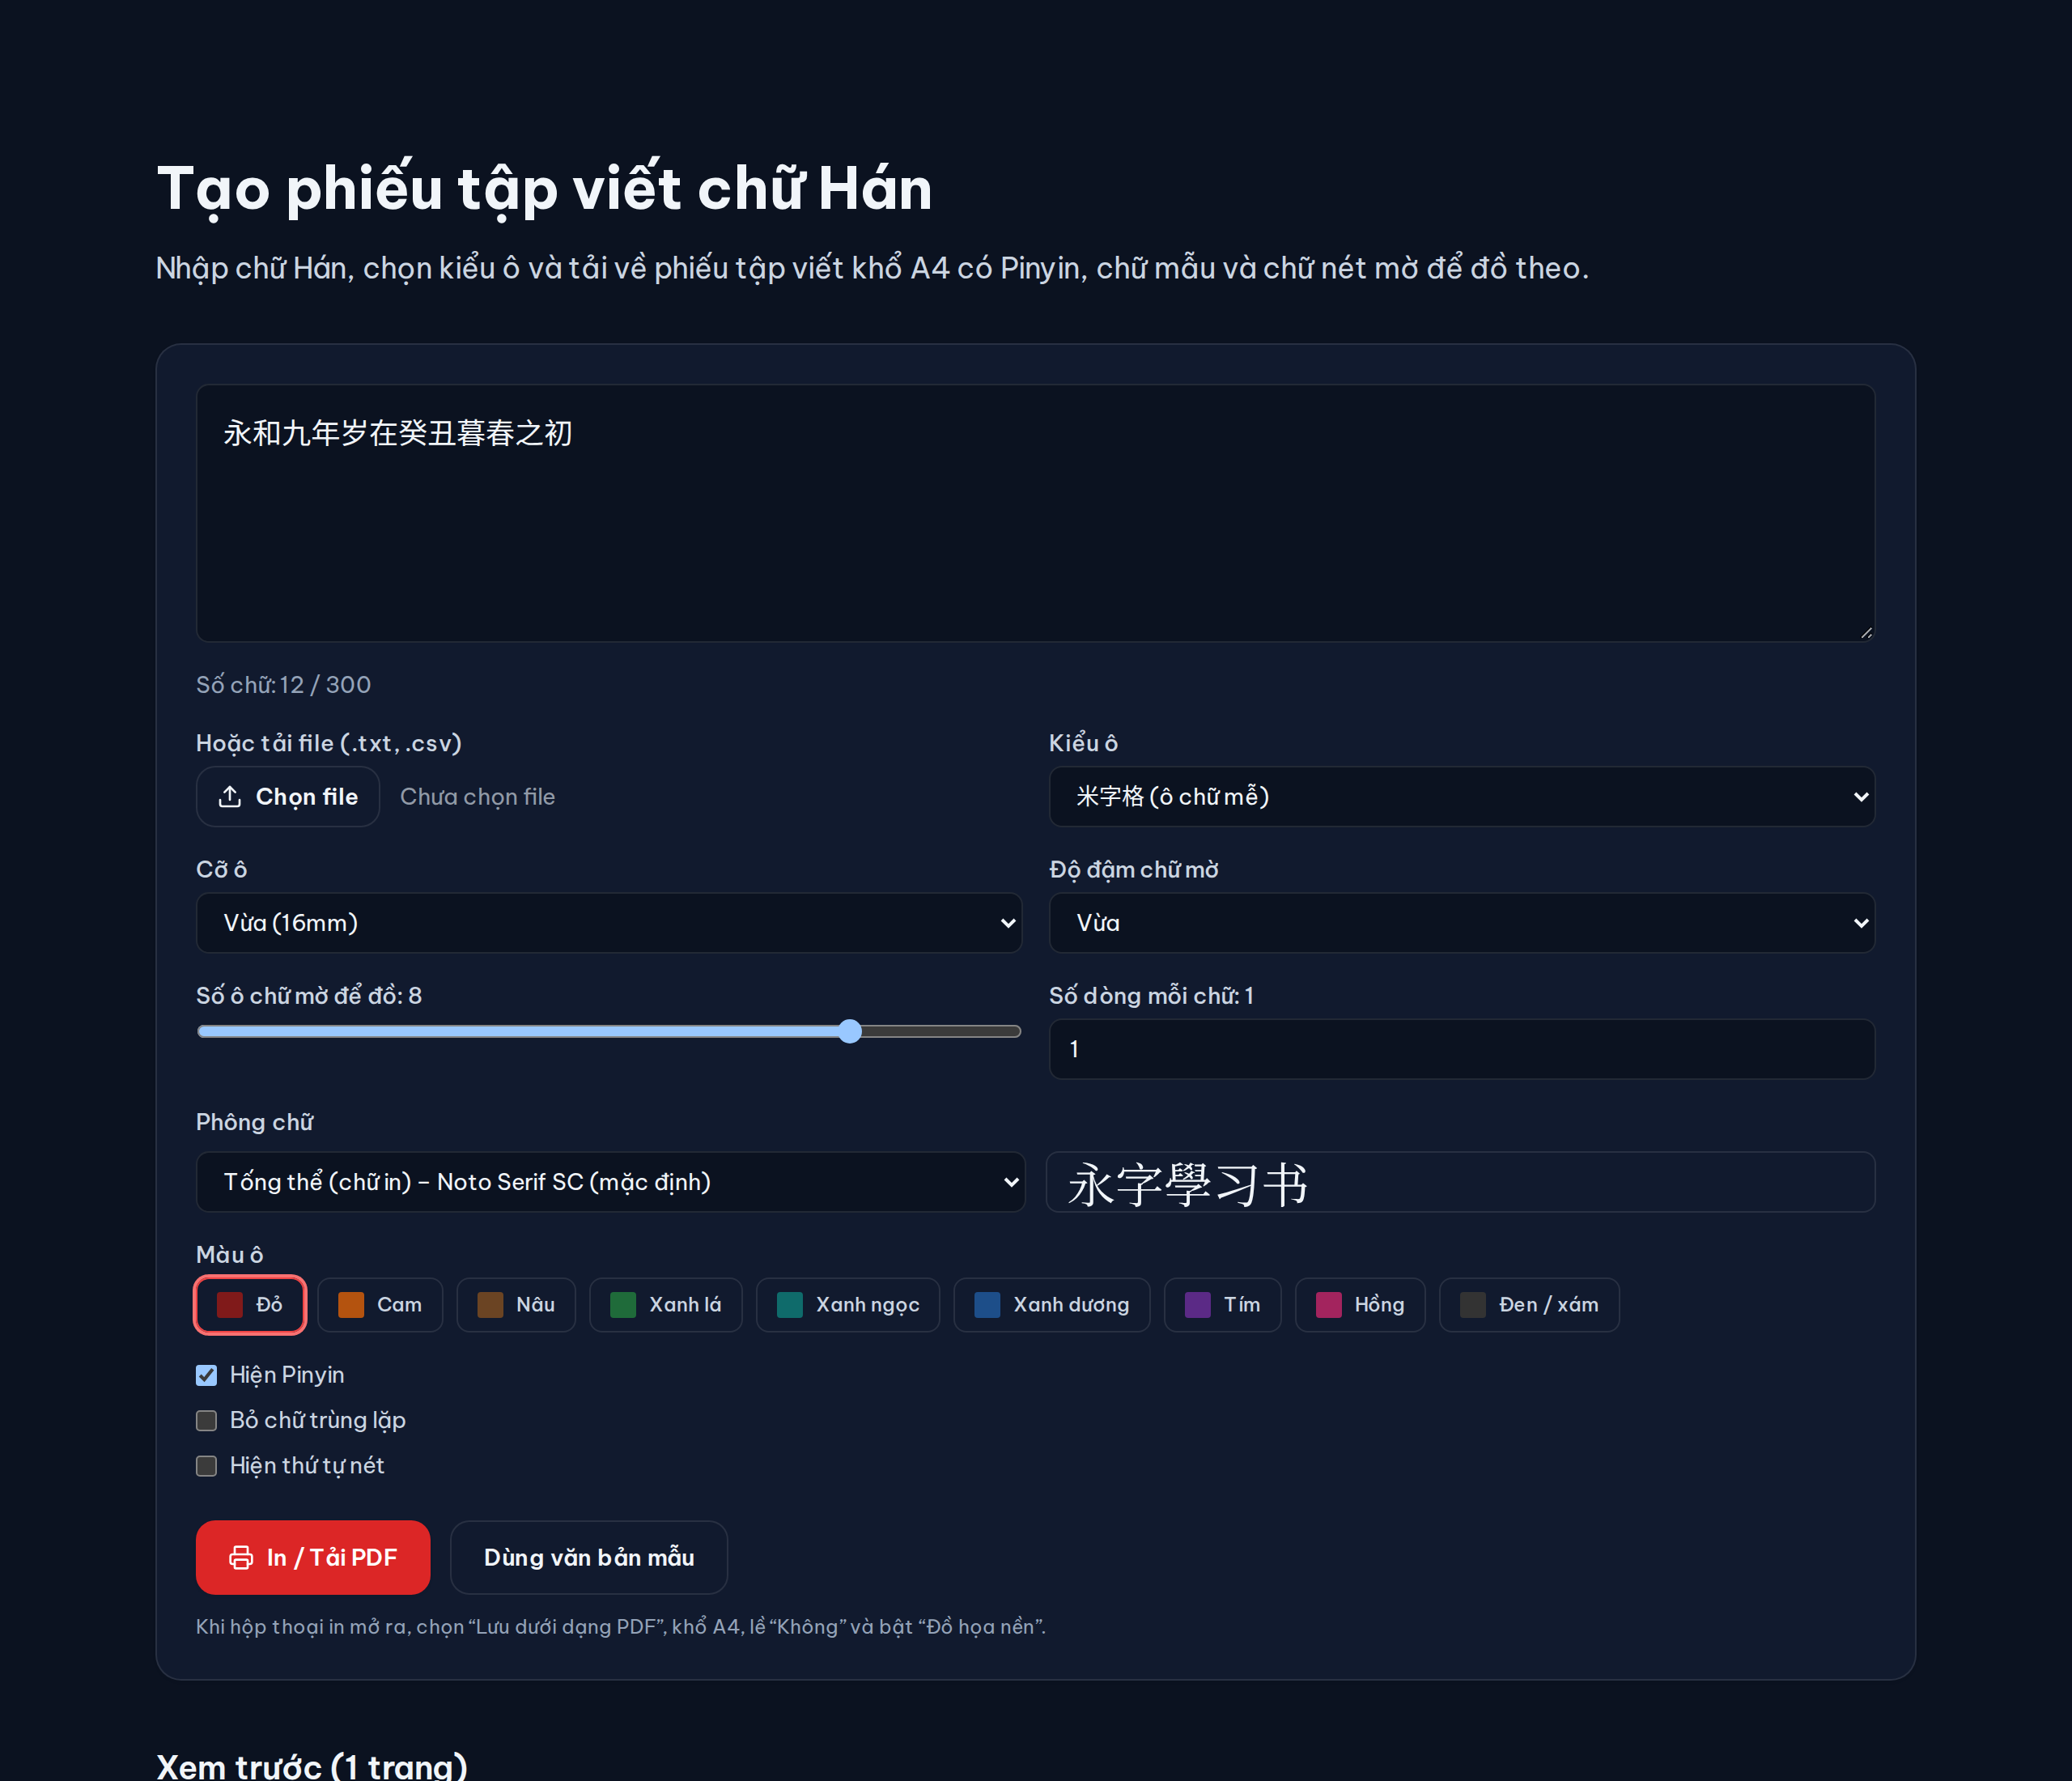 Tạo phiếu tập viết chữ Hán
Nhập chữ Hán, chọn kiểu ô và tải về phiếu tập viết khổ A4 có Pinyin, chữ mẫu và chữ nét mờ để đồ theo.
永和九年岁在癸丑暮春之初
Số chữ: 12 / 300
Hoặc tải file (.txt, .csv)
Kiểu ô
Chọn file
Chưa chọn file
米字格 (ô chữ mễ)
Cỡ ô
Độ đậm chữ mờ
Vừa (16mm)
Vừa
Số ô chữ mờ để đồ: 8
Số dòng mỗi chữ: 1
1
Phông chữ
Tống thể (chữ in) – Noto Serif SC (mặc định)
永字學习书
Màu ô
Đỏ
Cam
Nâu
Xanh lá
Xanh ngọc
Xanh dương
Tím
Hồng
Đen / xám
Hiện Pinyin
Bỏ chữ trùng lặp
Hiện thứ tự nét
In / Tải PDF
Dùng văn bản mẫu
Khi hộp thoại in mở ra, chọn “Lưu dưới dạng PDF”, khổ A4, lề “Không” và bật “Đồ họa nền”.
Xem trước (1 trang)